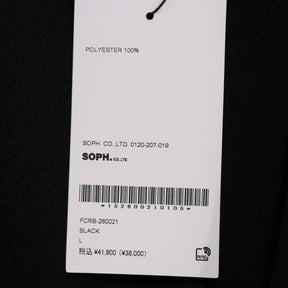 POLYESTER 100%
SOPH. CO.,LTD. 0120-207-019
SOPH. CO.,LTD.
*152600210105*
FCRB-260021
BLACK
L
税込 ¥41,800 (¥38,000)